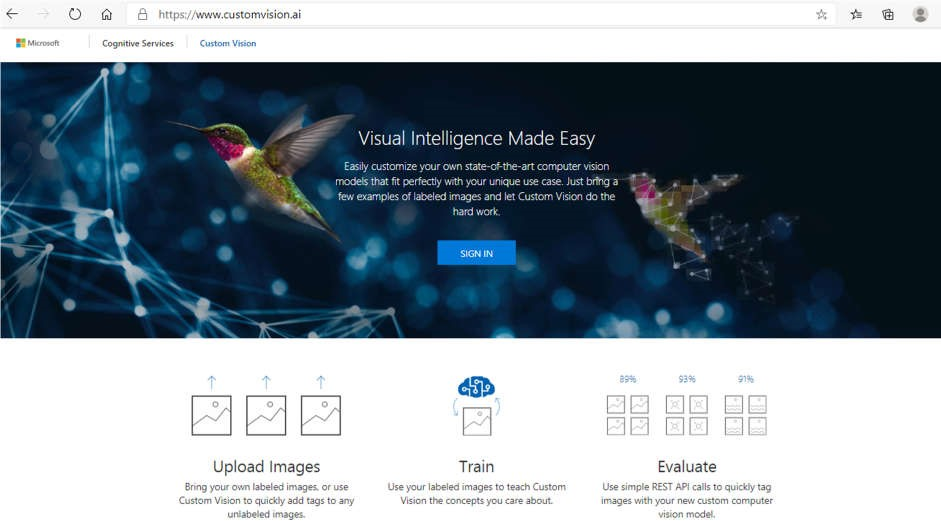 https://www.customvision.ai
Microsoft
Cognitive Services
Custom Vision
Visual Intelligence Made Easy
Easily customize your own state-of-the-art computer vision
models that fit perfectly with your unique use case. Just bring a
few examples of labeled images and let Custom Vision do the
hard work.
SIGN IN
89%
93%
91%
Upload Images
Bring your own labeled images, or use
Custom Vision to quickly add tags to any
unlabeled images.
Train
Use your labeled images to teach Custom
Vision the concepts you care about.
Evaluate
Use simple REST API calls to quickly tag
images with your new custom computer
vision model.